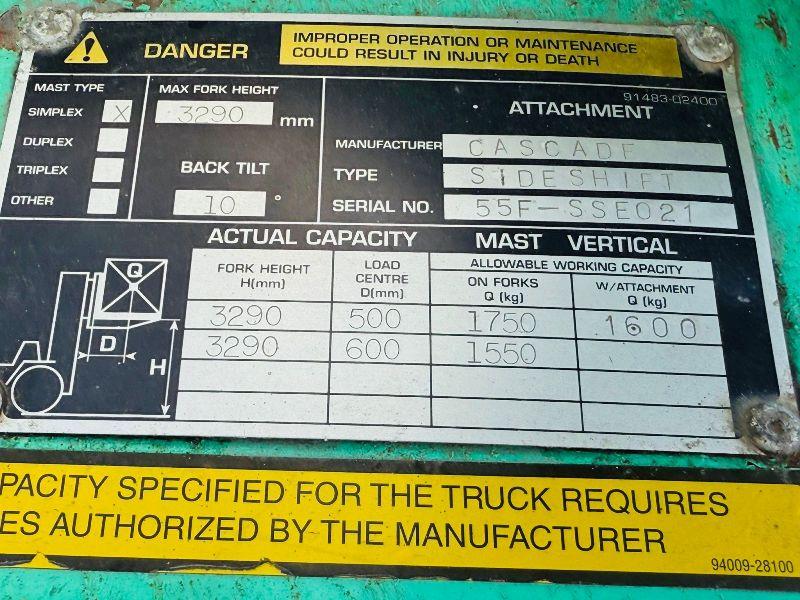 DANGER
IMPROPER OPERATION OR MAINTENANCE
COULD RESULT IN INJURY OR DEATH
MAST TYPE
SIMPLEX X
DUPLEX
TRIPLEX
OTHER
MAX FORK HEIGHT
3290 mm
BACK TILT
10 °
91483-02400
ATTACHMENT
MANUFACTURER CASCADE
TYPE SIDESHIFT
SERIAL NO. 55F-SSE021
ACTUAL CAPACITY MAST VERTICAL
FORK HEIGHT
H(mm)
LOAD
CENTRE
D(mm)
ALLOWABLE WORKING CAPACITY
ON FORKS
Q (kg)
W/ATTACHMENT
Q (kg)
3290 500 1750 1600
3290 600 1550
Q
D
H
PACITY SPECIFIED FOR THE TRUCK REQUIRES
ES AUTHORIZED BY THE MANUFACTURER
94009-28100